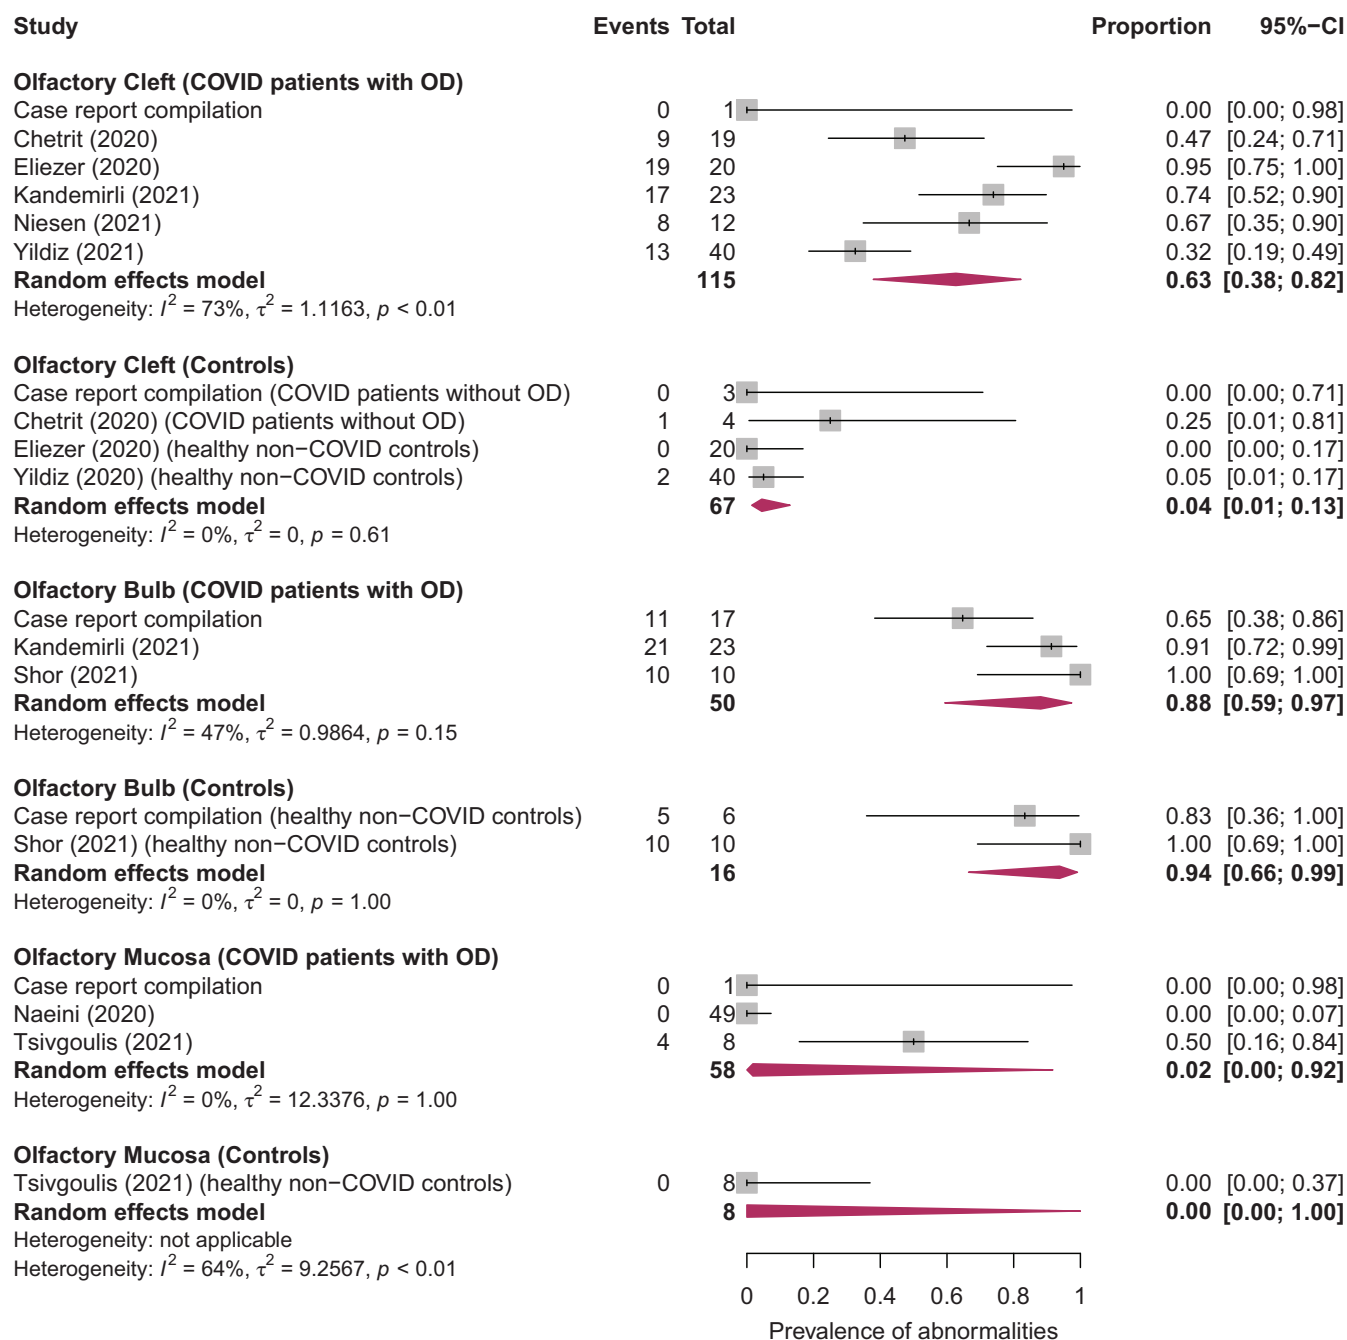 Study Events Total Proportion 95%−CI
Olfactory Cleft (COVID patients with OD)
Case report compilation 0 1 0.00 [0.00; 0.98]
Chetrit (2020) 9 19 0.47 [0.24; 0.71]
Eliezer (2020) 19 20 0.95 [0.75; 1.00]
Kandemirli (2021) 17 23 0.74 [0.52; 0.90]
Niesen (2021) 8 12 0.67 [0.35; 0.90]
Yildiz (2021) 13 40 0.32 [0.19; 0.49]
Random effects model 115 0.63 [0.38; 0.82]
Heterogeneity: I² = 73%, τ² = 1.1163, p < 0.01
Olfactory Cleft (Controls)
Case report compilation (COVID patients without OD) 0 3 0.00 [0.00; 0.71]
Chetrit (2020) (COVID patients without OD) 1 4 0.25 [0.01; 0.81]
Eliezer (2020) (healthy non−COVID controls) 0 20 0.00 [0.00; 0.17]
Yildiz (2020) (healthy non−COVID controls) 2 40 0.05 [0.01; 0.17]
Random effects model 67 0.04 [0.01; 0.13]
Heterogeneity: I² = 0%, τ² = 0, p = 0.61
Olfactory Bulb (COVID patients with OD)
Case report compilation 11 17 0.65 [0.38; 0.86]
Kandemirli (2021) 21 23 0.91 [0.72; 0.99]
Shor (2021) 10 10 1.00 [0.69; 1.00]
Random effects model 50 0.88 [0.59; 0.97]
Heterogeneity: I² = 47%, τ² = 0.9864, p = 0.15
Olfactory Bulb (Controls)
Case report compilation (healthy non−COVID controls) 5 6 0.83 [0.36; 1.00]
Shor (2021) (healthy non−COVID controls) 10 10 1.00 [0.69; 1.00]
Random effects model 16 0.94 [0.66; 0.99]
Heterogeneity: I² = 0%, τ² = 0, p = 1.00
Olfactory Mucosa (COVID patients with OD)
Case report compilation 0 1 0.00 [0.00; 0.98]
Naeini (2020) 0 49 0.00 [0.00; 0.07]
Tsivgoulis (2021) 4 8 0.50 [0.16; 0.84]
Random effects model 58 0.02 [0.00; 0.92]
Heterogeneity: I² = 0%, τ² = 12.3376, p = 1.00
Olfactory Mucosa (Controls)
Tsivgoulis (2021) (healthy non−COVID controls) 0 8 0.00 [0.00; 0.37]
Random effects model 8 0.00 [0.00; 1.00]
Heterogeneity: not applicable
Heterogeneity: I² = 64%, τ² = 9.2567, p < 0.01
0 0.2 0.4 0.6 0.8 1
Prevalence of abnormalities